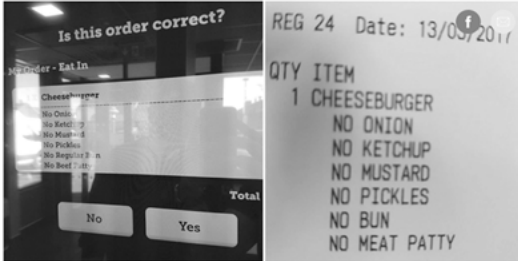 Is this order correct?
My Order - Eat In
Cheeseburger
No Onion
No Ketchup
No Mustard
No Pickles
No Regular Bun
No Beef Patty
Total
No
Yes
REG 24 Date: 13/05/2017
QTY ITEM
1 CHEESEBURGER
NO ONION
NO KETCHUP
NO MUSTARD
NO PICKLES
NO BUN
NO MEAT PATTY